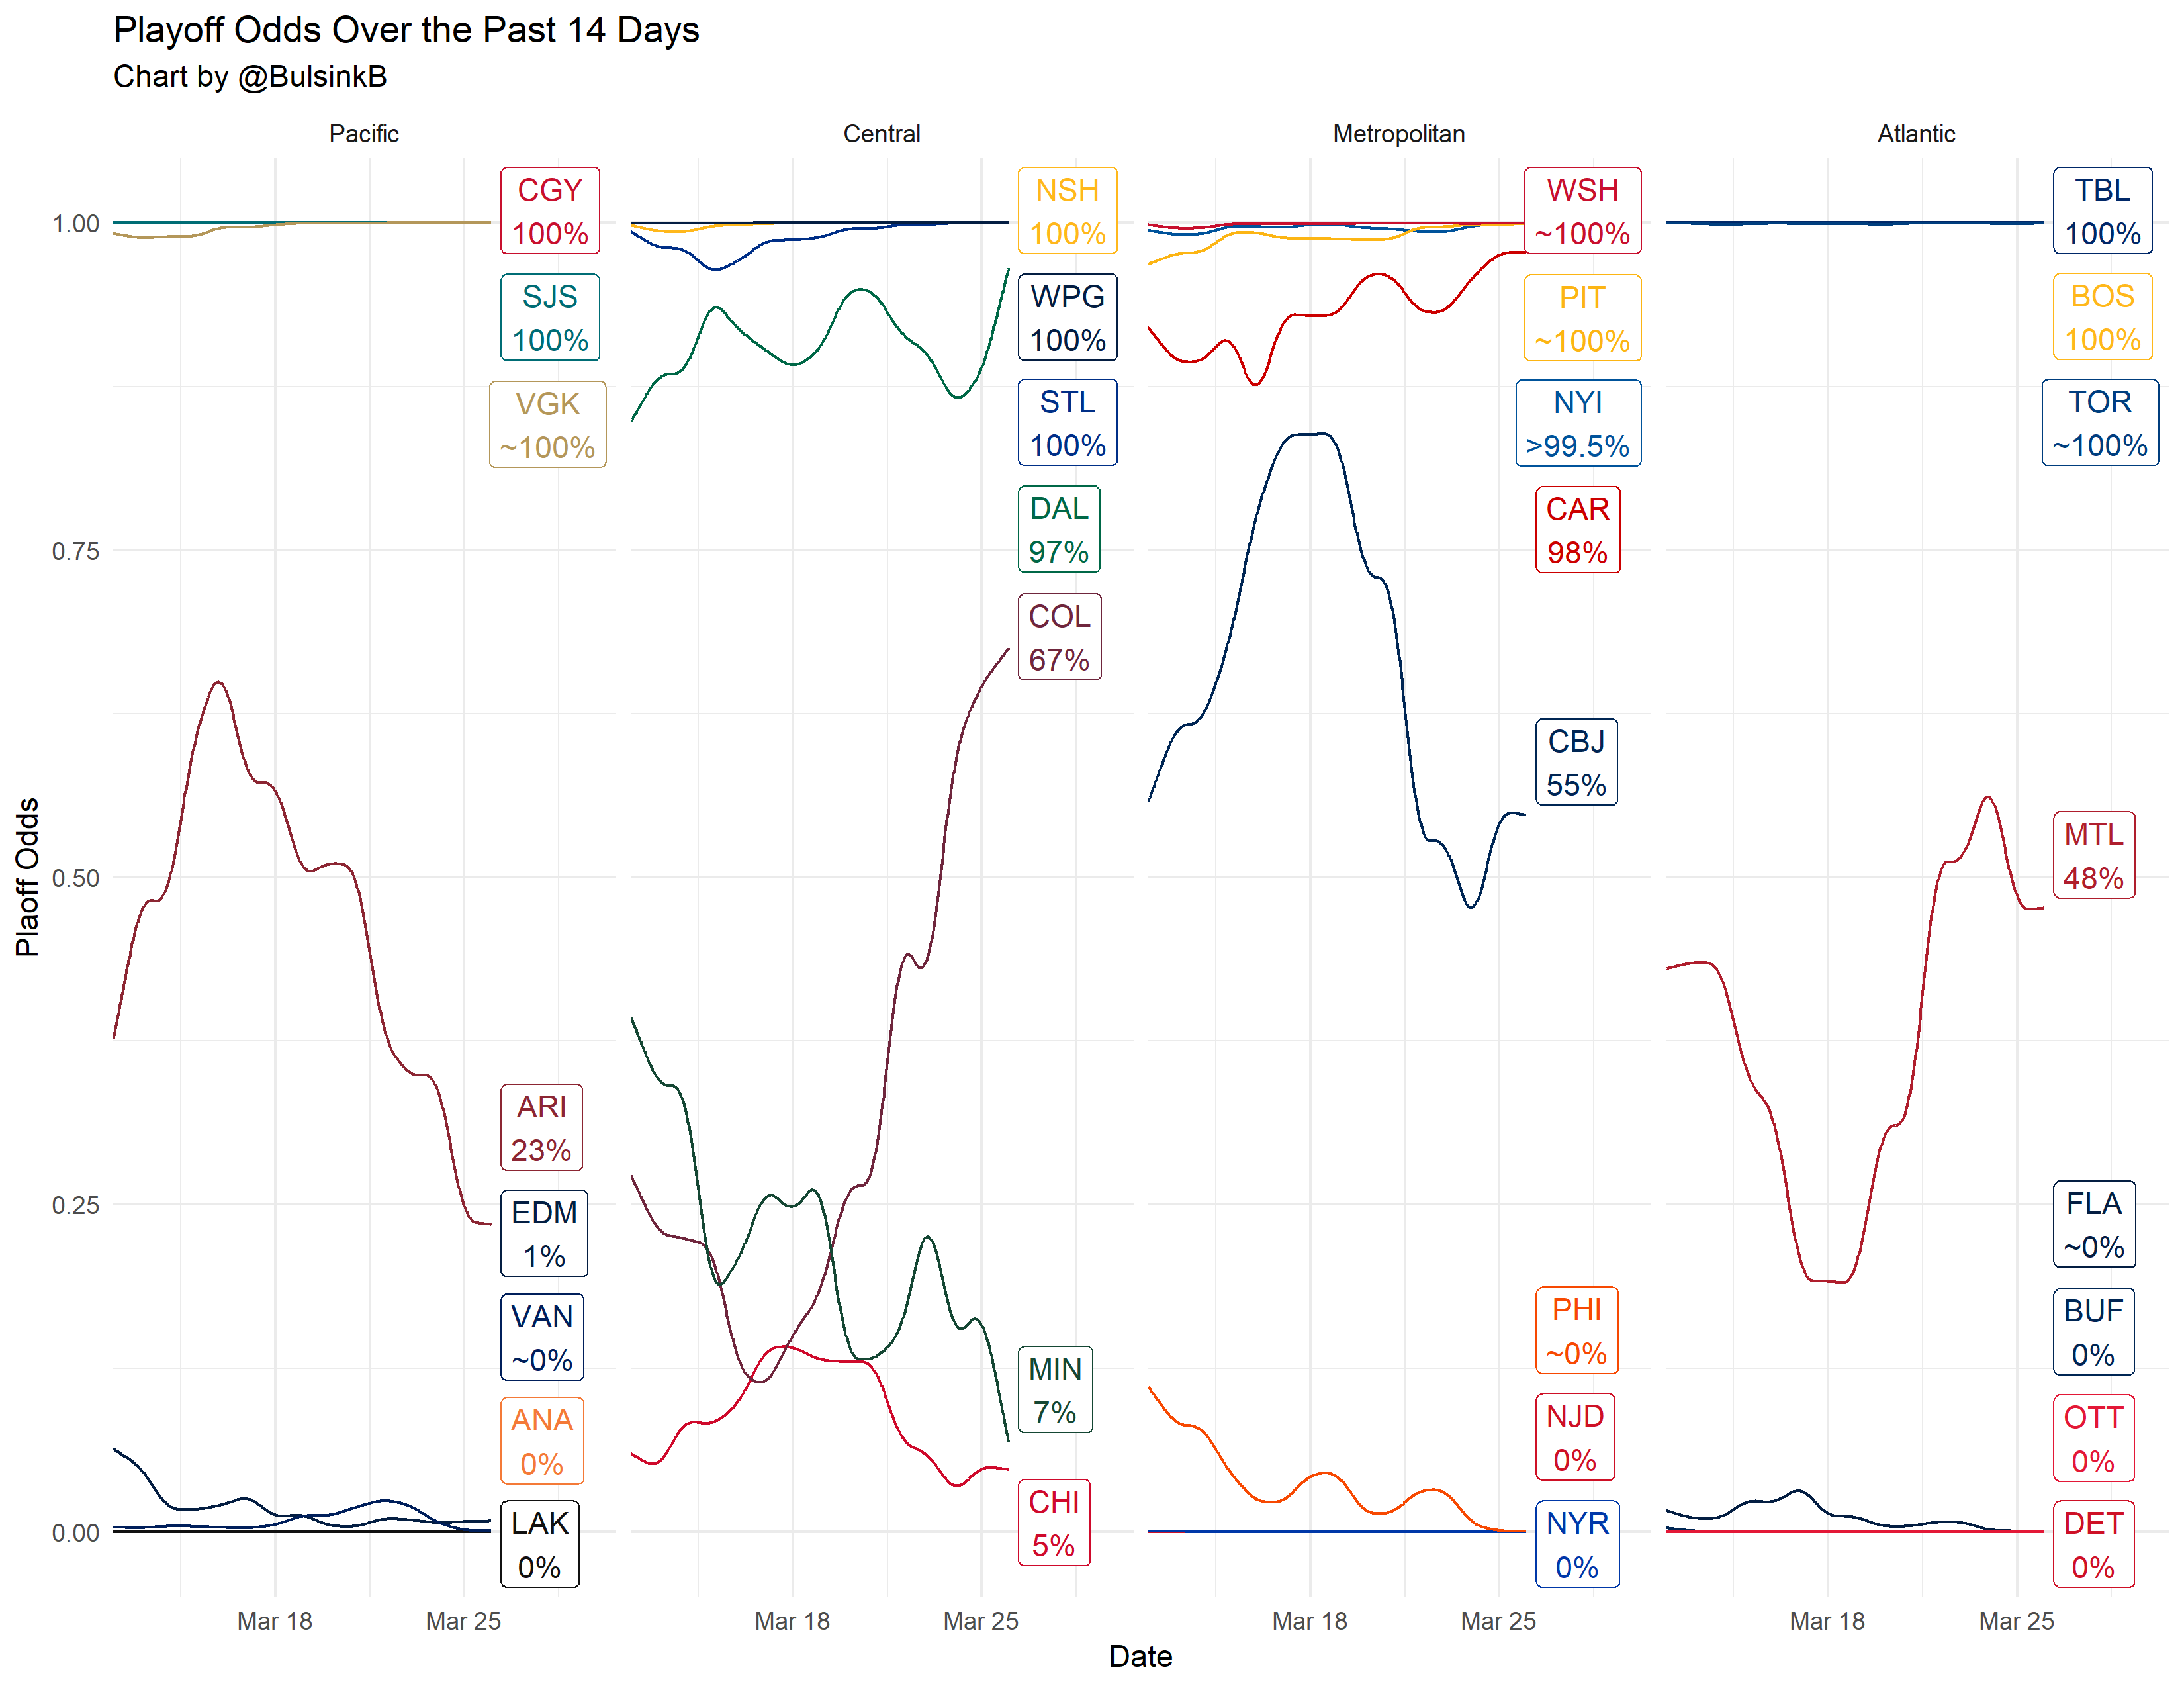 Playoff Odds Over the Past 14 Days
Chart by @BulsinkB
Pacific
Central
Metropolitan
Atlantic
Plaoff Odds
1.00
0.75
0.50
0.25
0.00
CGY
100%
SJS
100%
VGK
~100%
ARI
23%
EDM
1%
VAN
~0%
ANA
0%
LAK
0%
NSH
100%
WPG
100%
STL
100%
DAL
97%
COL
67%
MIN
7%
CHI
5%
WSH
~100%
PIT
~100%
NYI
>99.5%
CAR
98%
CBJ
55%
PHI
~0%
NJD
0%
NYR
0%
TBL
100%
BOS
100%
TOR
~100%
MTL
48%
FLA
~0%
BUF
0%
OTT
0%
DET
0%
Mar 18
Mar 25
Mar 18
Mar 25
Mar 18
Mar 25
Mar 18
Mar 25
Date